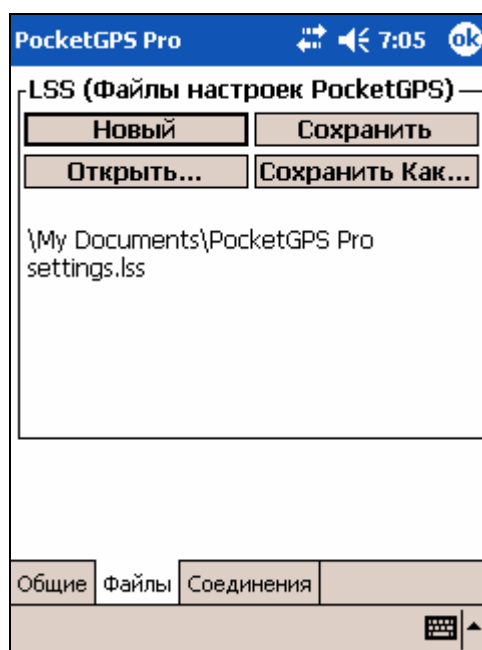 PocketGPS Pro 7:05 ok
LSS (Файлы настроек PocketGPS)
Новый Сохранить
Открыть... Сохранить Как...
\My Documents\PocketGPS Pro
settings.lss
Общие Файлы Соединения